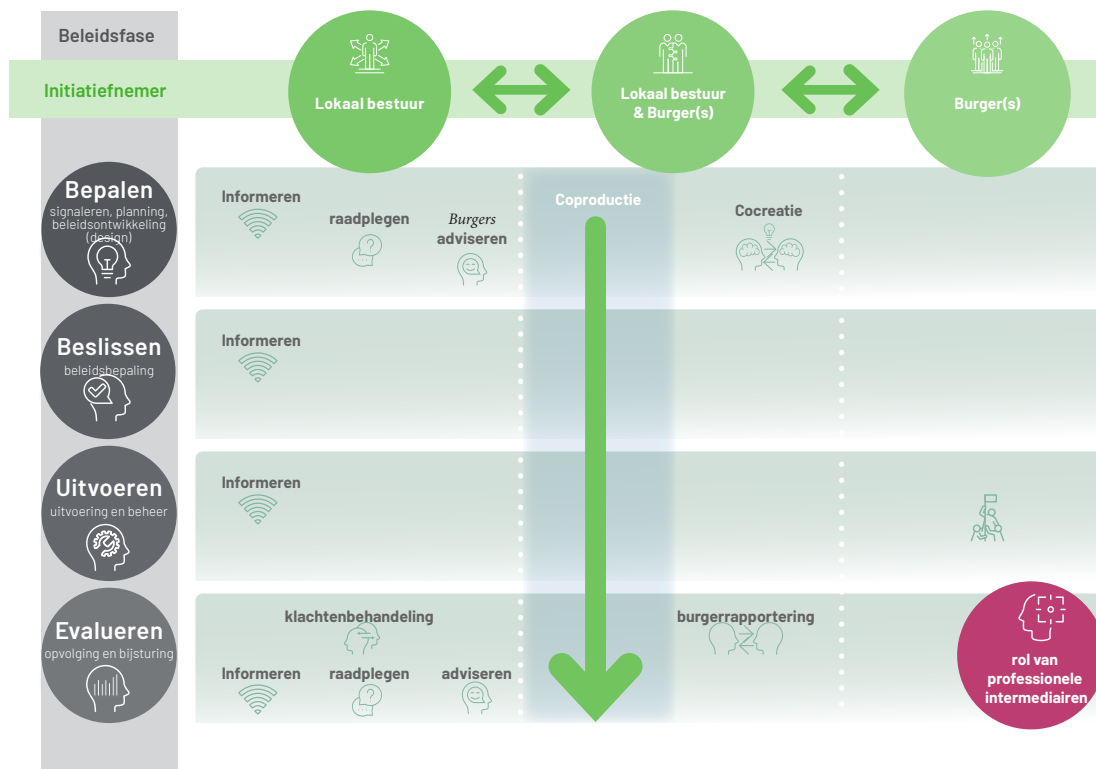 Beleidsfase
Initiatiefnemer
Lokaal bestuur
Lokaal bestuur
& Burger(s)
Burger(s)
Bepalen
signaleren, planning,
beleidsontwikkeling
(design)
Informeren
raadplegen
Burgers
adviseren
Coproductie
Cocreatie
Beslissen
beleidsbepaling
Informeren
Uitvoeren
uitvoering en beheer
Informeren
Evalueren
opvolging en bijsturing
klachtenbehandeling
burgerrapportering
Informeren
raadplegen
adviseren
rol van
professionele
intermediairen